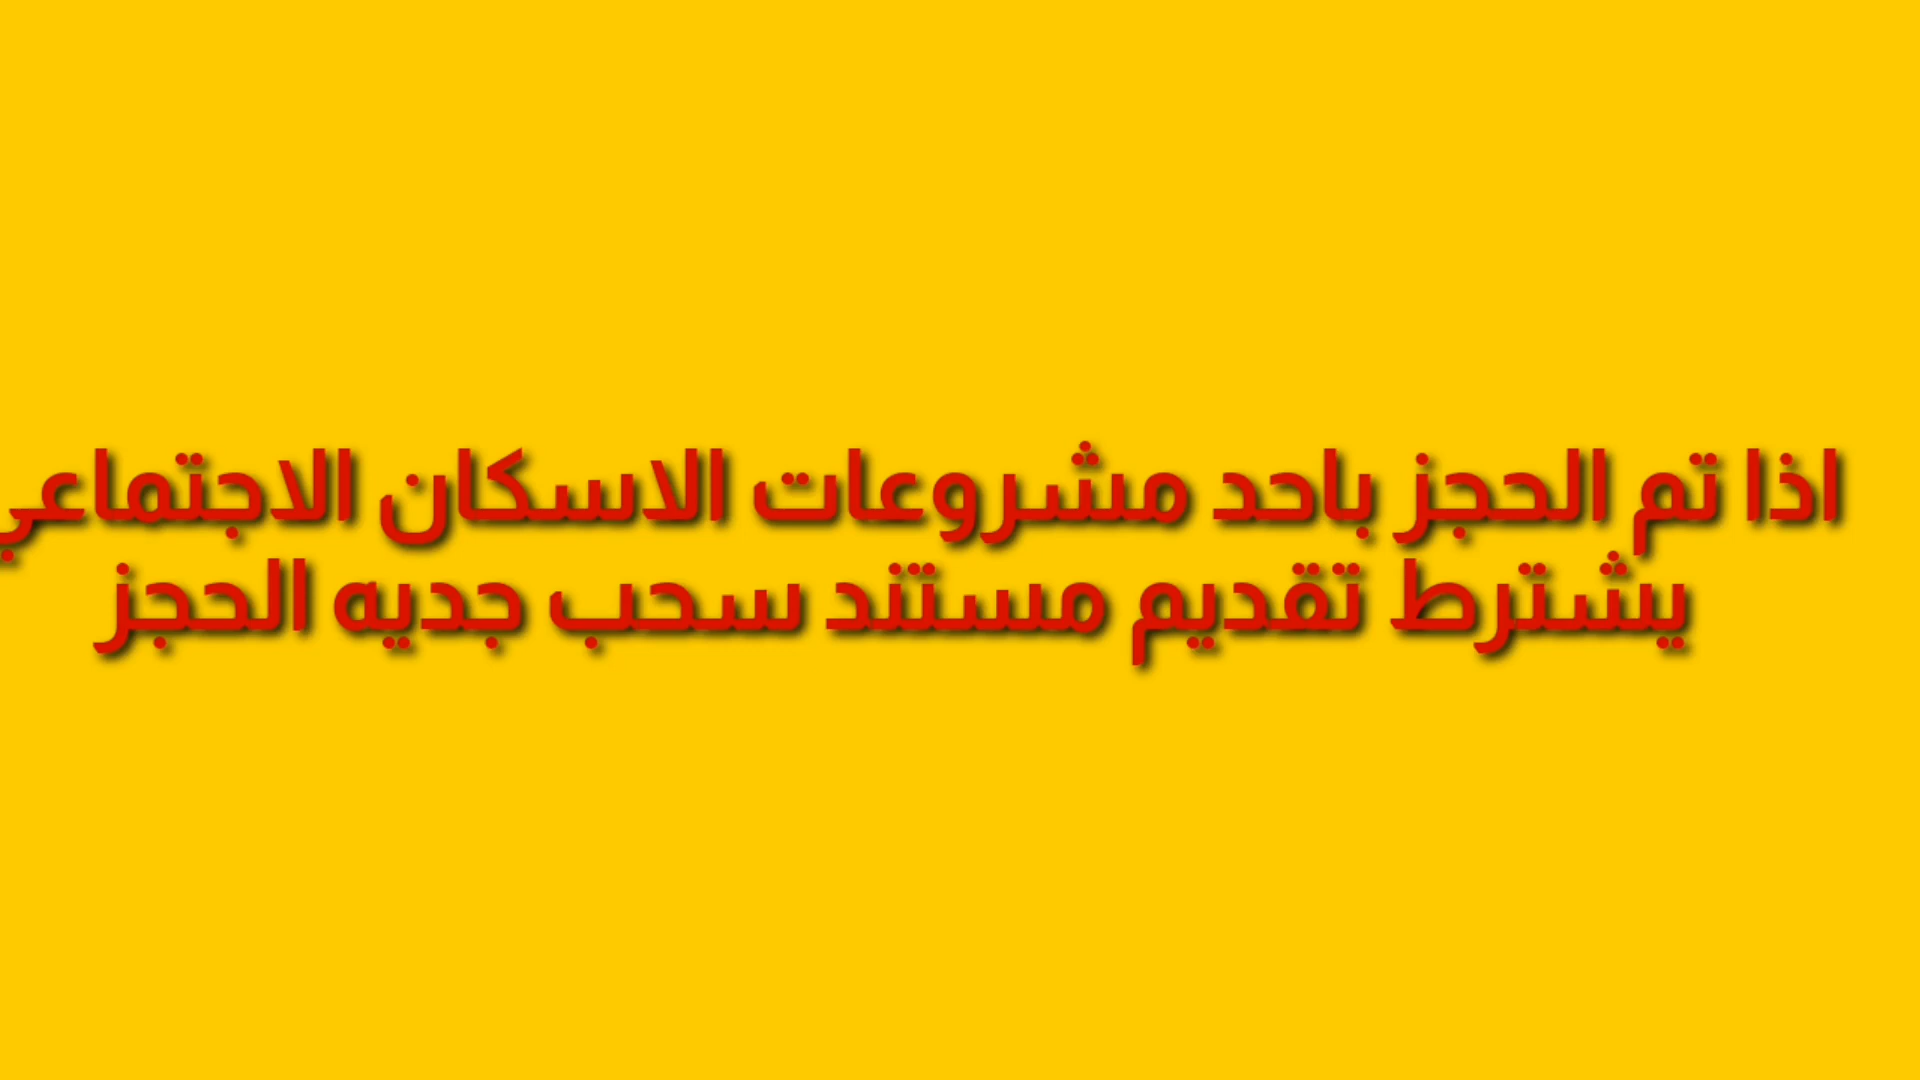 اذا تم الحجز باحد مشروعات الاسكان الاجتماعي
يشترط تقديم مستند سحب جديه الحجز